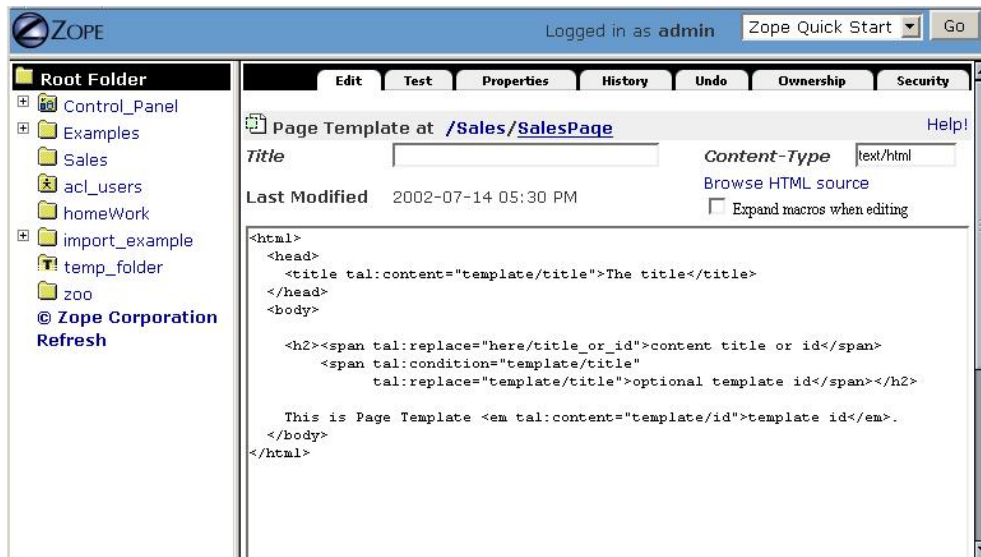 ZOPE
Logged in as admin
Zope Quick Start
Go
Root Folder
Control_Panel
Examples
Sales
acl_users
homeWork
import_example
temp_folder
zoo
© Zope Corporation
Refresh
Edit Test Properties History Undo Ownership Security
Page Template at /Sales/SalesPage
Help!
Title
Content-Type text/html
Last Modified 2002-07-14 05:30 PM
Browse HTML source
Expand macros when editing
<html>
  <head>
    <title tal:content="template/title">The title</title>
  </head>
  <body>

    <h2><span tal:replace="here/title_or_id">content title or id</span>
        <span tal:condition="template/title"
              tal:replace="template/title">optional template id</span></h2>

    This is Page Template <em tal:content="template/id">template id</em>.
  </body>
</html>